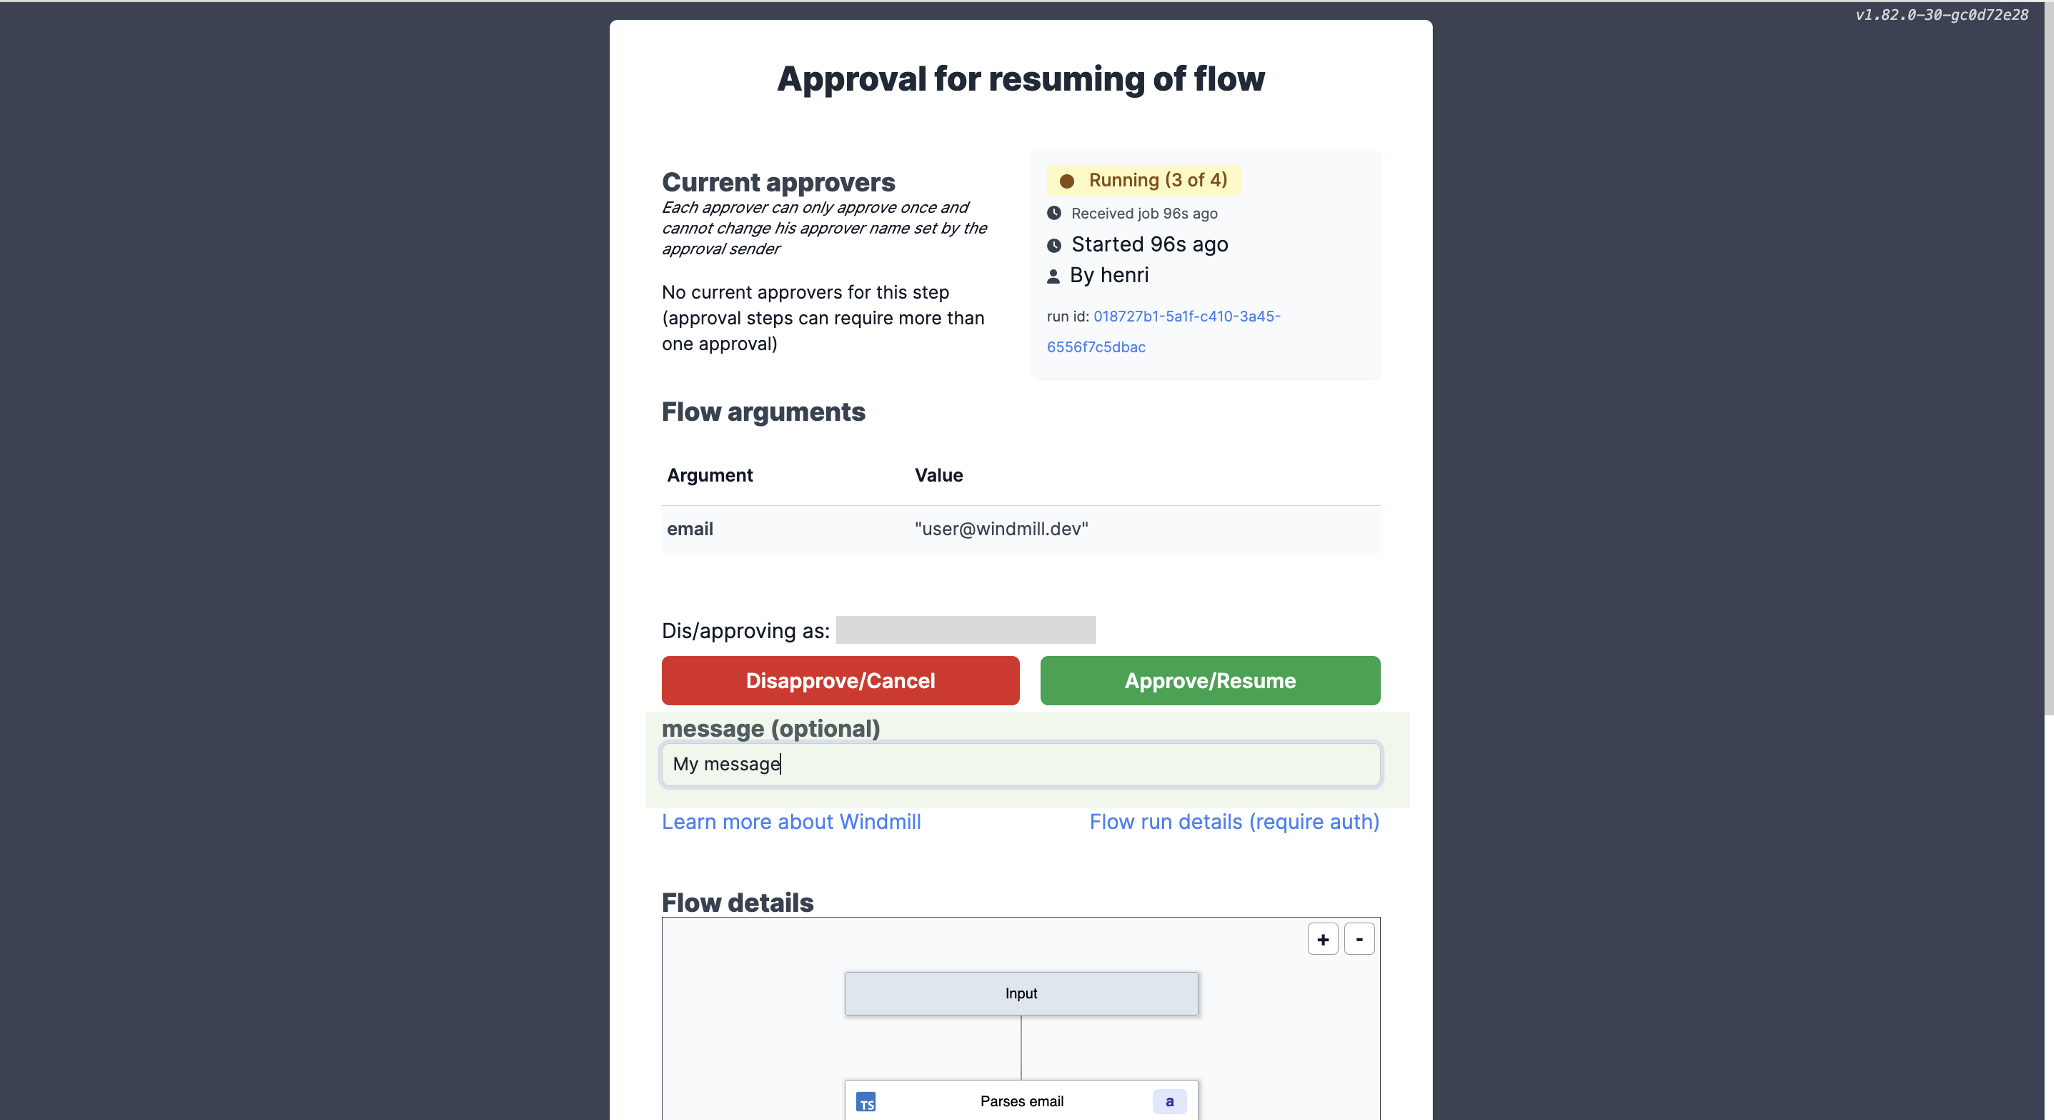 v1.82.0-30-gc0d72e28
Approval for resuming of flow
Current approvers
Each approver can only approve once and
cannot change his approver name set by the
approval sender
No current approvers for this step
(approval steps can require more than
one approval)
Running (3 of 4)
Received job 96s ago
Started 96s ago
By henri
run id: 018727b1-5a1f-c410-3a45-
6556f7c5dbac
Flow arguments
Argument Value
email "user@windmill.dev"
Dis/approving as:
Disapprove/Cancel Approve/Resume
message (optional)
My message
Learn more about Windmill Flow run details (require auth)
Flow details
+ -
Input
TS Parses email a